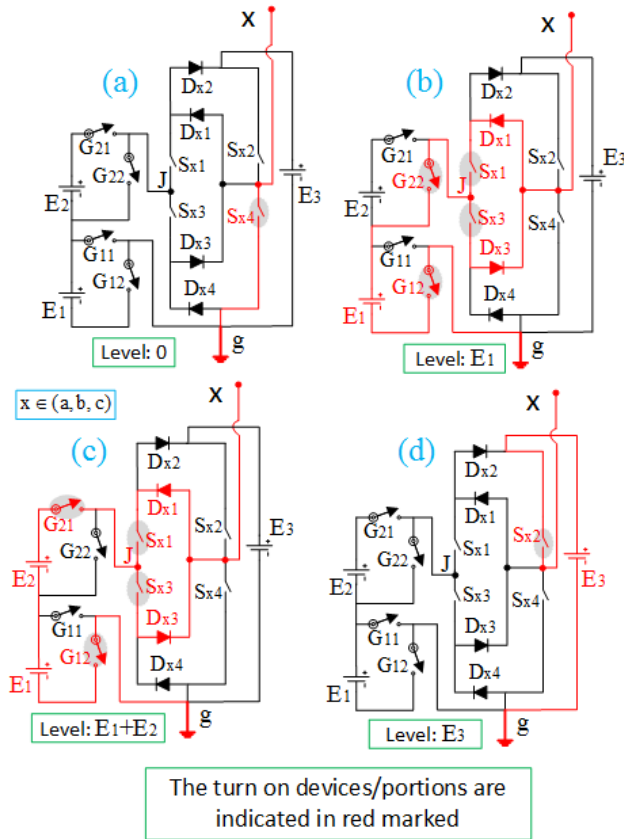 x
(a)
Dx2
Dx1
G21
Sx1
Sx2
G22
J
E3
E2
Sx3
Sx4
G11
Dx3
G12
Dx4
E1
g
Level: 0
x
(b)
Dx2
Dx1
G21
Sx1
Sx2
G22
J
E3
E2
Sx3
Sx4
G11
Dx3
G12
E1
Dx4
g
Level: E1
x ∈ (a, b, c)
x
(c)
Dx2
Dx1
G21
Sx1
Sx2
E3
G22
J
E2
Sx3
Sx4
G11
Dx3
G12
E1
Dx4
g
Level: E1+E2
x
(d)
Dx2
Dx1
G21
Sx1
Sx2
G22
J
E3
E2
Sx3
Sx4
G11
Dx3
G12
E1
Dx4
g
Level: E3
The turn on devices/portions are
indicated in red marked